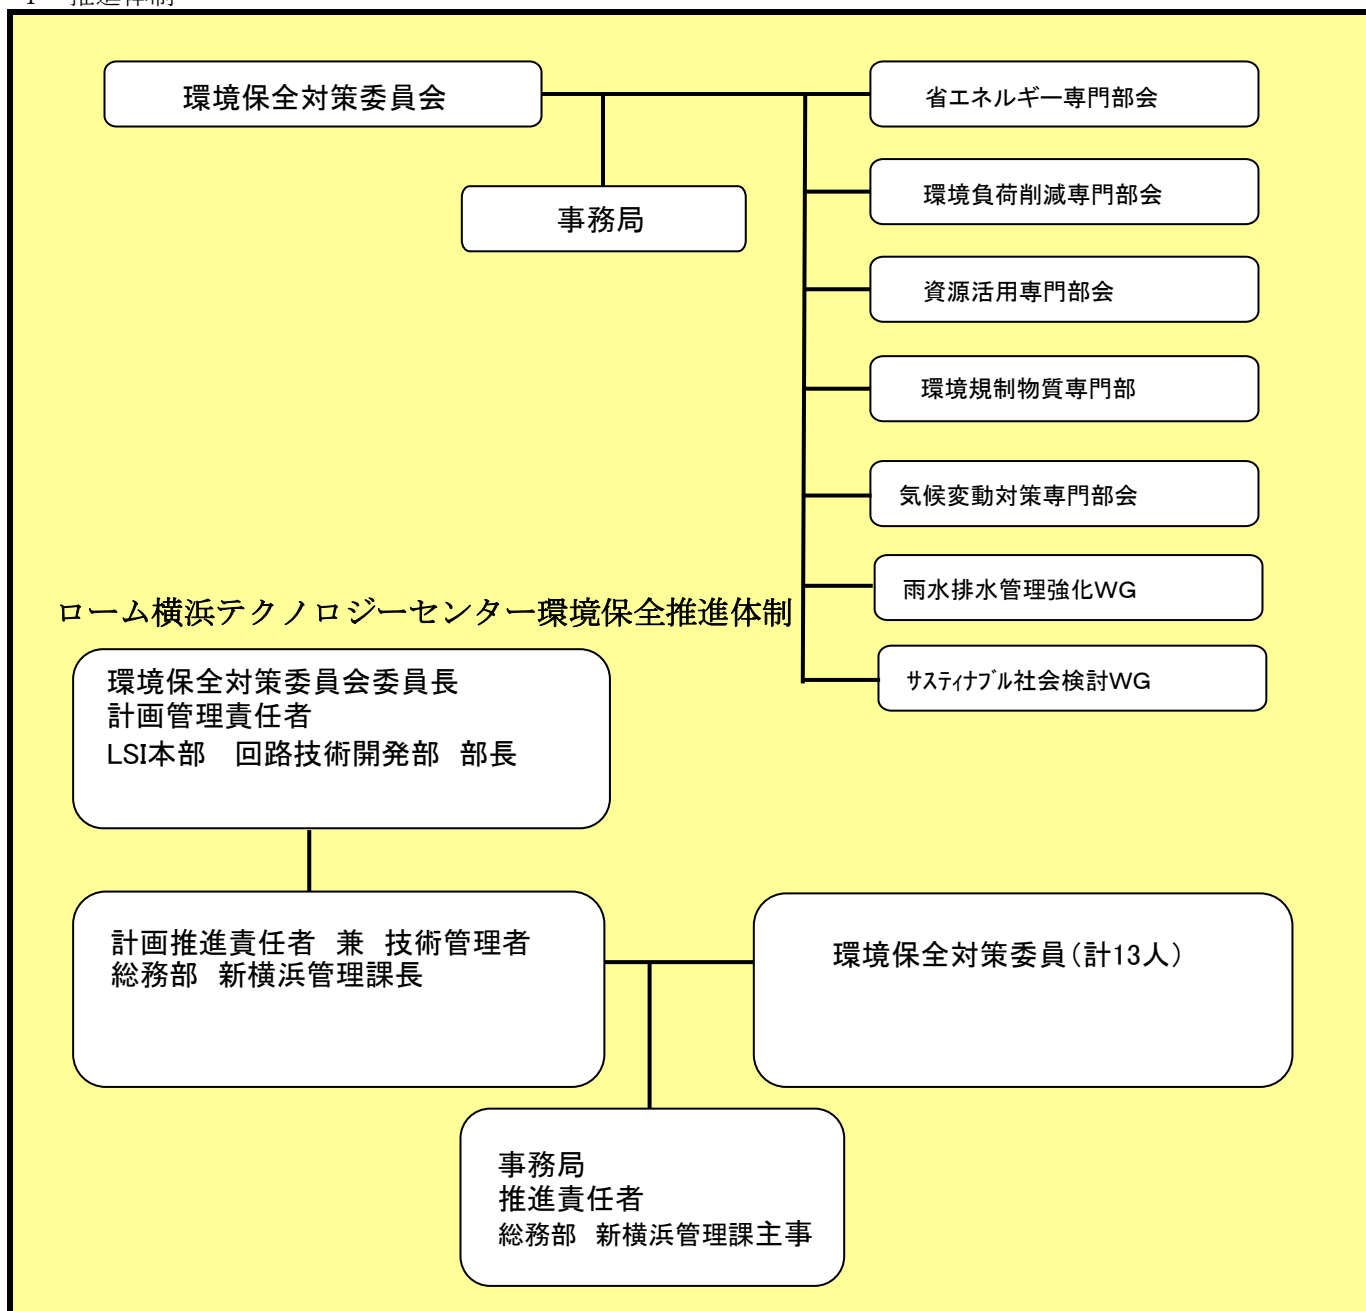 推進体制
環境保全対策委員会
事務局
省エネルギー専門部会
環境負荷削減専門部会
資源活用専門部会
環境規制物質専門部
気候変動対策専門部会
雨水排水管理強化WG
ｻｽﾃｨﾅﾌﾞﾙ社会検討WG
ローム横浜テクノロジーセンター環境保全推進体制
環境保全対策委員会委員長
計画管理責任者
LSI本部　回路技術開発部　部長
計画推進責任者　兼　技術管理者
総務部　新横浜管理課長
環境保全対策委員（計13人）
事務局
推進責任者
総務部　新横浜管理課主事